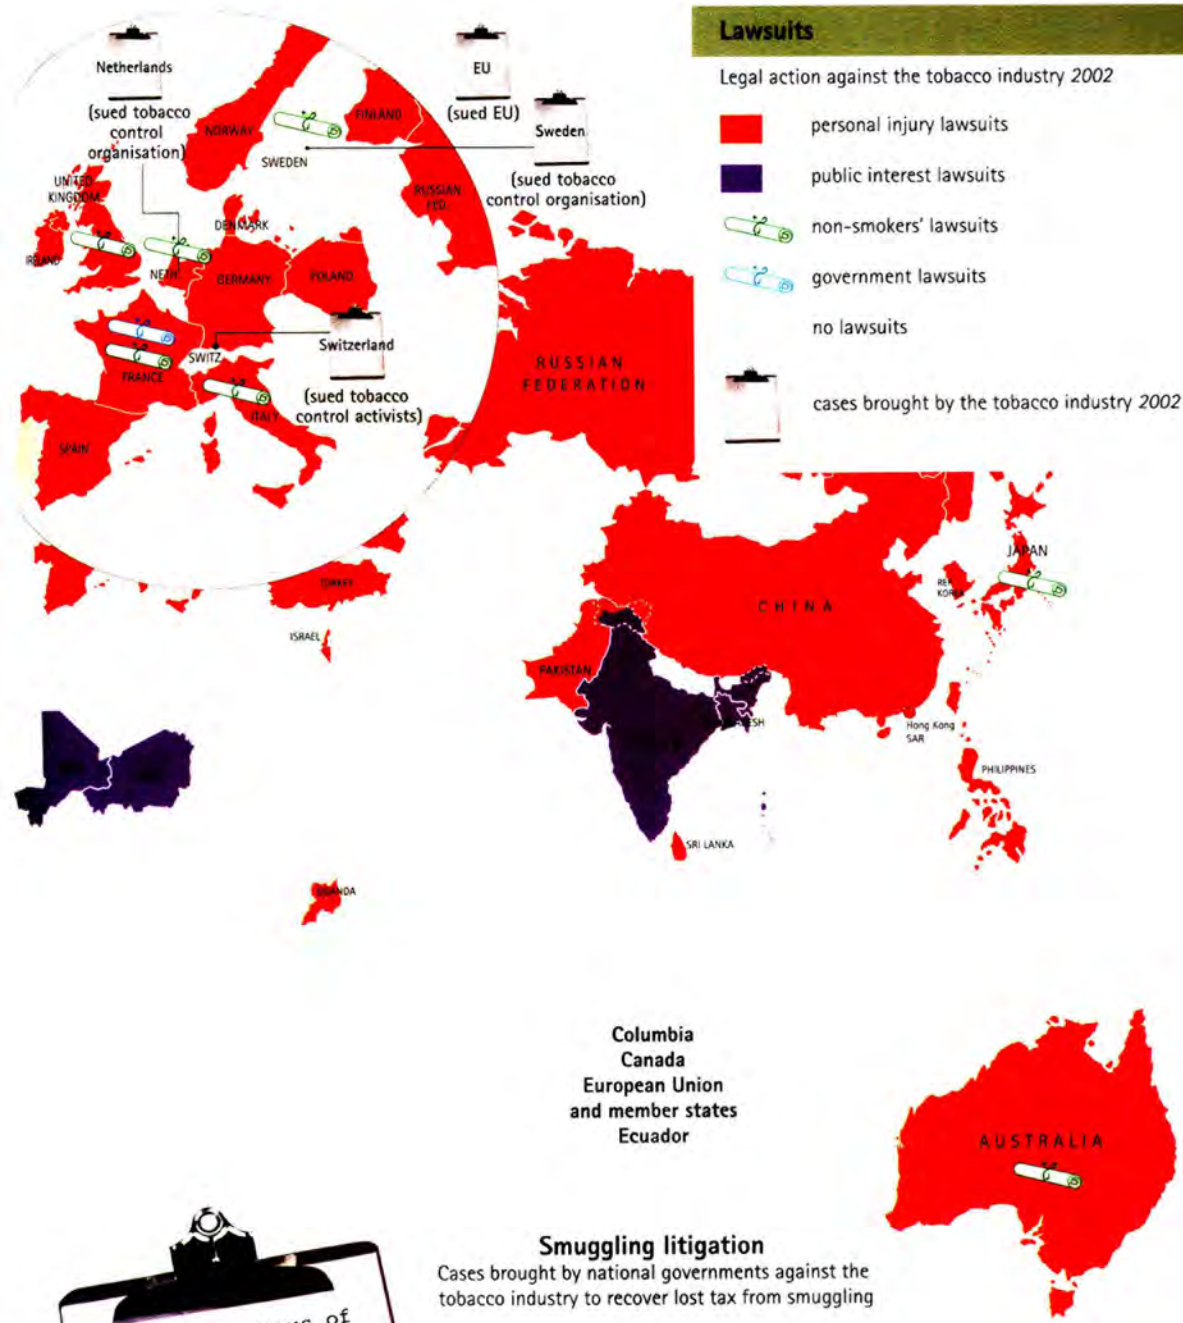 Lawsuits
Legal action against the tobacco industry 2002
personal injury lawsuits
public interest lawsuits
non-smokers' lawsuits
government lawsuits
no lawsuits
cases brought by the tobacco industry 2002
Netherlands
(sued tobacco
control
organisation)
EU
(sued EU)
Sweden
(sued tobacco
control organisation)
NORWAY
FINLAND
SWEDEN
RUSSIAN
FED.
UNITED
KINGDOM
DENMARK
IRELAND
NETH.
GERMANY
POLAND
Switzerland
(sued tobacco
control activists)
SWITZ
FRANCE
ITALY
SPAIN
RUSSIAN
FEDERATION
TURKEY
ISRAEL
JAPAN
REP.
KOREA
CHINA
PAKISTAN
Hong Kong
SAR
PHILIPPINES
SRI LANKA
UGANDA
Columbia
Canada
European Union
and member states
Ecuador
AUSTRALIA
Smuggling litigation
Cases brought by national governments against the
tobacco industry to recover lost tax from smuggling
of